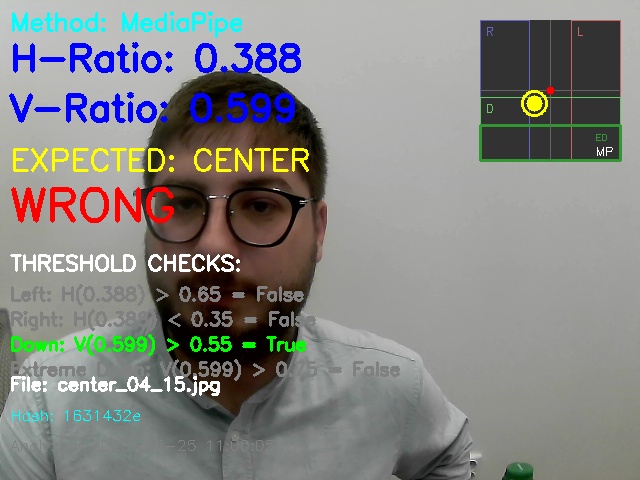 Method: MediaPipe
H-Ratio: 0.388
V-Ratio: 0.599
EXPECTED: CENTER
WRONG
THRESHOLD CHECKS:
Left: H(0.388) > 0.65 = False
Right: H(0.388) < 0.35 = False
Down: V(0.599) > 0.55 = True
Extreme Down: V(0.599) > 0.75 = False
File: center_04_15.jpg
Hash: 1631432e
R
L
D
ED
MP